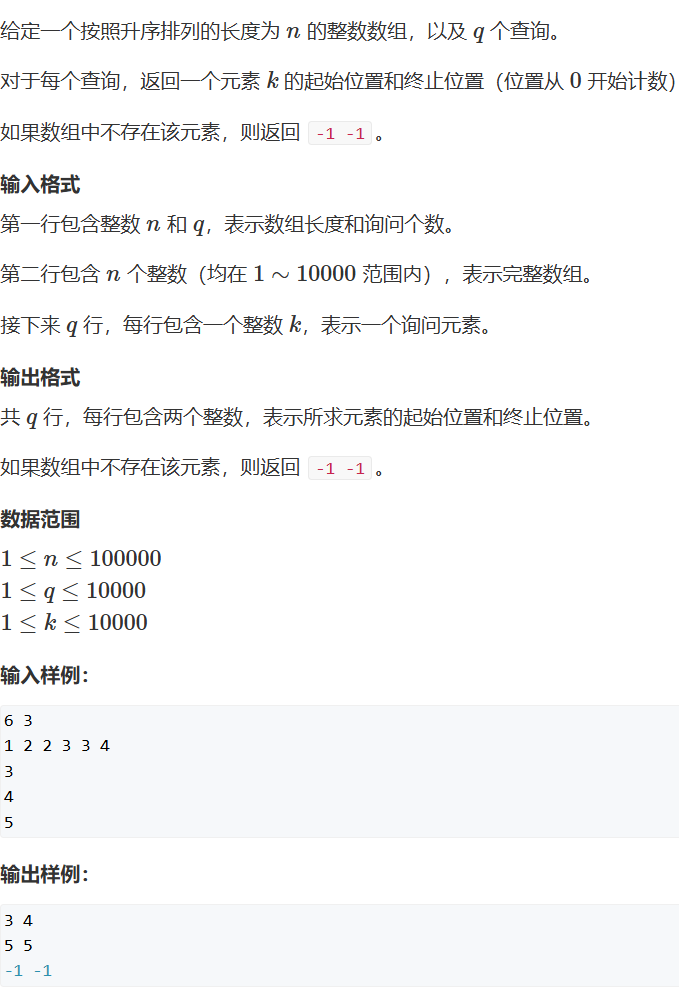 给定一个按照升序排列的长度为 n 的整数数组，以及 q 个查询。
对于每个查询，返回一个元素 k 的起始位置和终止位置（位置从 0 开始计数）
如果数组中不存在该元素，则返回 -1 -1 。
输入格式
第一行包含整数 n 和 q，表示数组长度和询问个数。
第二行包含 n 个整数（均在 1 ∼ 10000 范围内），表示完整数组。
接下来 q 行，每行包含一个整数 k，表示一个询问元素。
输出格式
共 q 行，每行包含两个整数，表示所求元素的起始位置和终止位置。
如果数组中不存在该元素，则返回 -1 -1 。
数据范围
1 ≤ n ≤ 100000
1 ≤ q ≤ 10000
1 ≤ k ≤ 10000
输入样例：
6 3
1 2 2 3 3 4
3
4
5
输出样例：
3 4
5 5
-1 -1